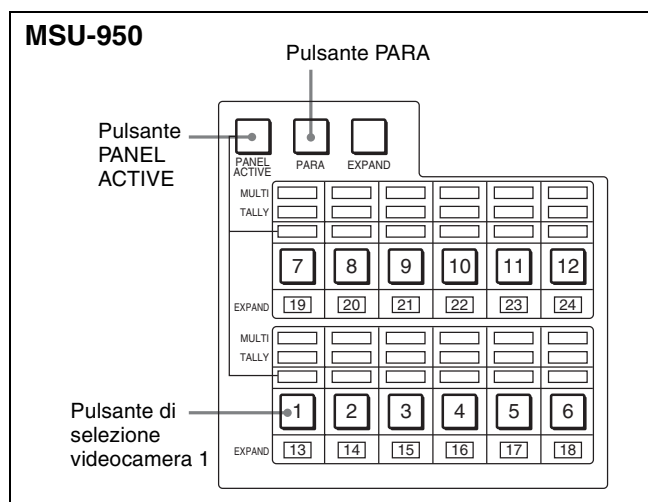 MSU-950
Pulsante PARA
Pulsante
PANEL
ACTIVE
PANEL
ACTIVE
PARA
EXPAND
MULTI
TALLY
7 8 9 10 11 12
EXPAND 19 20 21 22 23 24
MULTI
TALLY
Pulsante di
selezione
videocamera 1
1 2 3 4 5 6
EXPAND 13 14 15 16 17 18